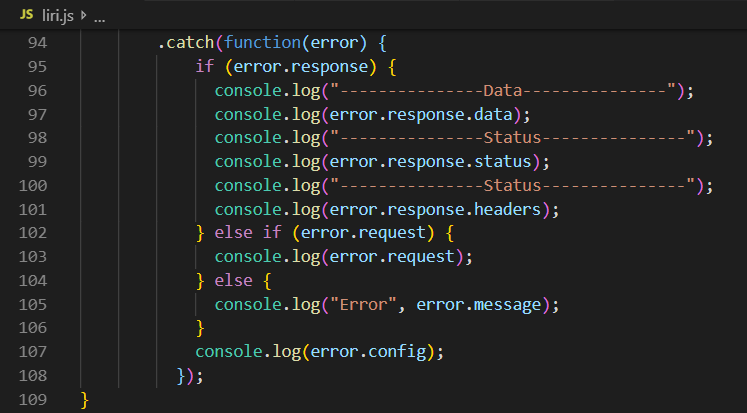 JS liri.js > ...
94 .catch(function(error) {
95 if (error.response) {
96 console.log("---------------Data---------------");
97 console.log(error.response.data);
98 console.log("---------------Status---------------");
99 console.log(error.response.status);
100 console.log("---------------Status---------------");
101 console.log(error.response.headers);
102 } else if (error.request) {
103 console.log(error.request);
104 } else {
105 console.log("Error", error.message);
106 }
107 console.log(error.config);
108 });
109 }